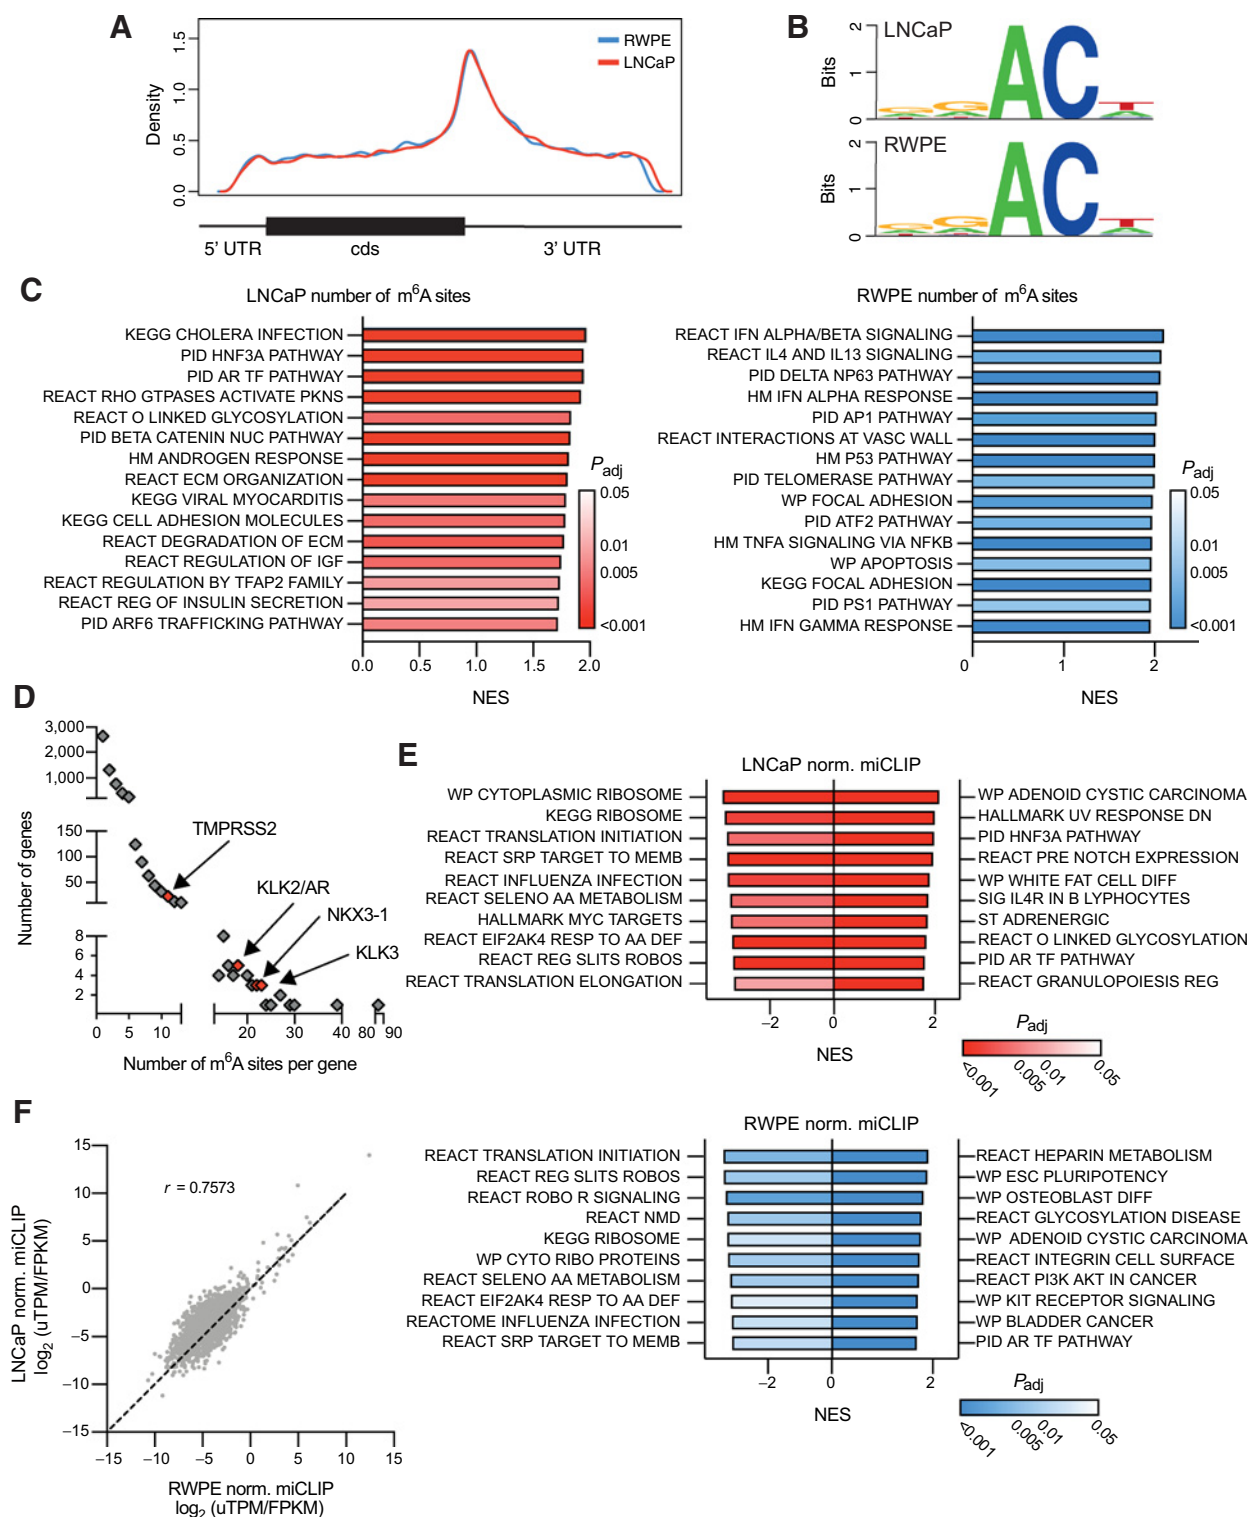 A
1.5
1.0
0.5
0.0
Density
RWPE
LNCaP
5' UTR
cds
3' UTR
B
LNCaP
2
1
0
Bits
RWPE
2
1
0
Bits
C
LNCaP number of m6A sites
KEGG CHOLERA INFECTION
PID HNF3A PATHWAY
PID AR TF PATHWAY
REACT RHO GTPASES ACTIVATE PKNS
REACT O LINKED GLYCOSYLATION
PID BETA CATENIN NUC PATHWAY
HM ANDROGEN RESPONSE
REACT ECM ORGANIZATION
KEGG VIRAL MYOCARDITIS
KEGG CELL ADHESION MOLECULES
REACT DEGRADATION OF ECM
REACT REGULATION OF IGF
REACT REGULATION BY TFAP2 FAMILY
REACT REG OF INSULIN SECRETION
PID ARF6 TRAFFICKING PATHWAY
0.0 0.5 1.0 1.5 2.0
NES
Padj
0.05
0.01
0.005
<0.001
RWPE number of m6A sites
REACT IFN ALPHA/BETA SIGNALING
REACT IL4 AND IL13 SIGNALING
PID DELTA NP63 PATHWAY
HM IFN ALPHA RESPONSE
PID AP1 PATHWAY
REACT INTERACTIONS AT VASC WALL
HM P53 PATHWAY
PID TELOMERASE PATHWAY
WP FOCAL ADHESION
PID ATF2 PATHWAY
HM TNFA SIGNALING VIA NFKB
WP APOPTOSIS
KEGG FOCAL ADHESION
PID PS1 PATHWAY
HM IFN GAMMA RESPONSE
0 1 2
NES
Padj
0.05
0.01
0.005
<0.001
D
3,000
2,000
1,000
150
100
50
8
6
4
2
Number of genes
TMPRSS2
KLK2/AR
NKX3-1
KLK3
0 5 10 20 30 40 80 90
Number of m6A sites per gene
E
LNCaP norm. miCLIP
WP CYTOPLASMIC RIBOSOME
KEGG RIBOSOME
REACT TRANSLATION INITIATION
REACT SRP TARGET TO MEMB
REACT INFLUENZA INFECTION
REACT SELENO AA METABOLISM
HALLMARK MYC TARGETS
REACT EIF2AK4 RESP TO AA DEF
REACT REG SLITS ROBOS
REACT TRANSLATION ELONGATION
WP ADENOID CYSTIC CARCINOMA
HALLMARK UV RESPONSE DN
PID HNF3A PATHWAY
REACT PRE NOTCH EXPRESSION
WP WHITE FAT CELL DIFF
SIG IL4R IN B LYPHOCYTES
ST ADRENERGIC
REACT O LINKED GLYCOSYLATION
PID AR TF PATHWAY
REACT GRANULOPOIESIS REG
−2 0 2
NES
Padj
<0.001 0.005 0.01 0.05
RWPE norm. miCLIP
REACT TRANSLATION INITIATION
REACT REG SLITS ROBOS
REACT ROBO R SIGNALING
REACT NMD
KEGG RIBOSOME
WP CYTO RIBO PROTEINS
REACT SELENO AA METABOLISM
REACT EIF2AK4 RESP TO AA DEF
REACTOME INFLUENZA INFECTION
REACT SRP TARGET TO MEMB
REACT HEPARIN METABOLISM
WP ESC PLURIPOTENCY
WP OSTEOBLAST DIFF
REACT GLYCOSYLATION DISEASE
WP ADENOID CYSTIC CARCINOMA
REACT INTEGRIN CELL SURFACE
REACT PI3K AKT IN CANCER
WP KIT RECEPTOR SIGNALING
WP BLADDER CANCER
PID AR TF PATHWAY
−2 0 2
NES
Padj
<0.001 0.005 0.01 0.05
F
15
10
5
0
−5
−10
−15
LNCaP norm. miCLIP
log2 (uTPM/FPKM)
r = 0.7573
−15 −10 −5 0 5 10 15
RWPE norm. miCLIP
log2 (uTPM/FPKM)